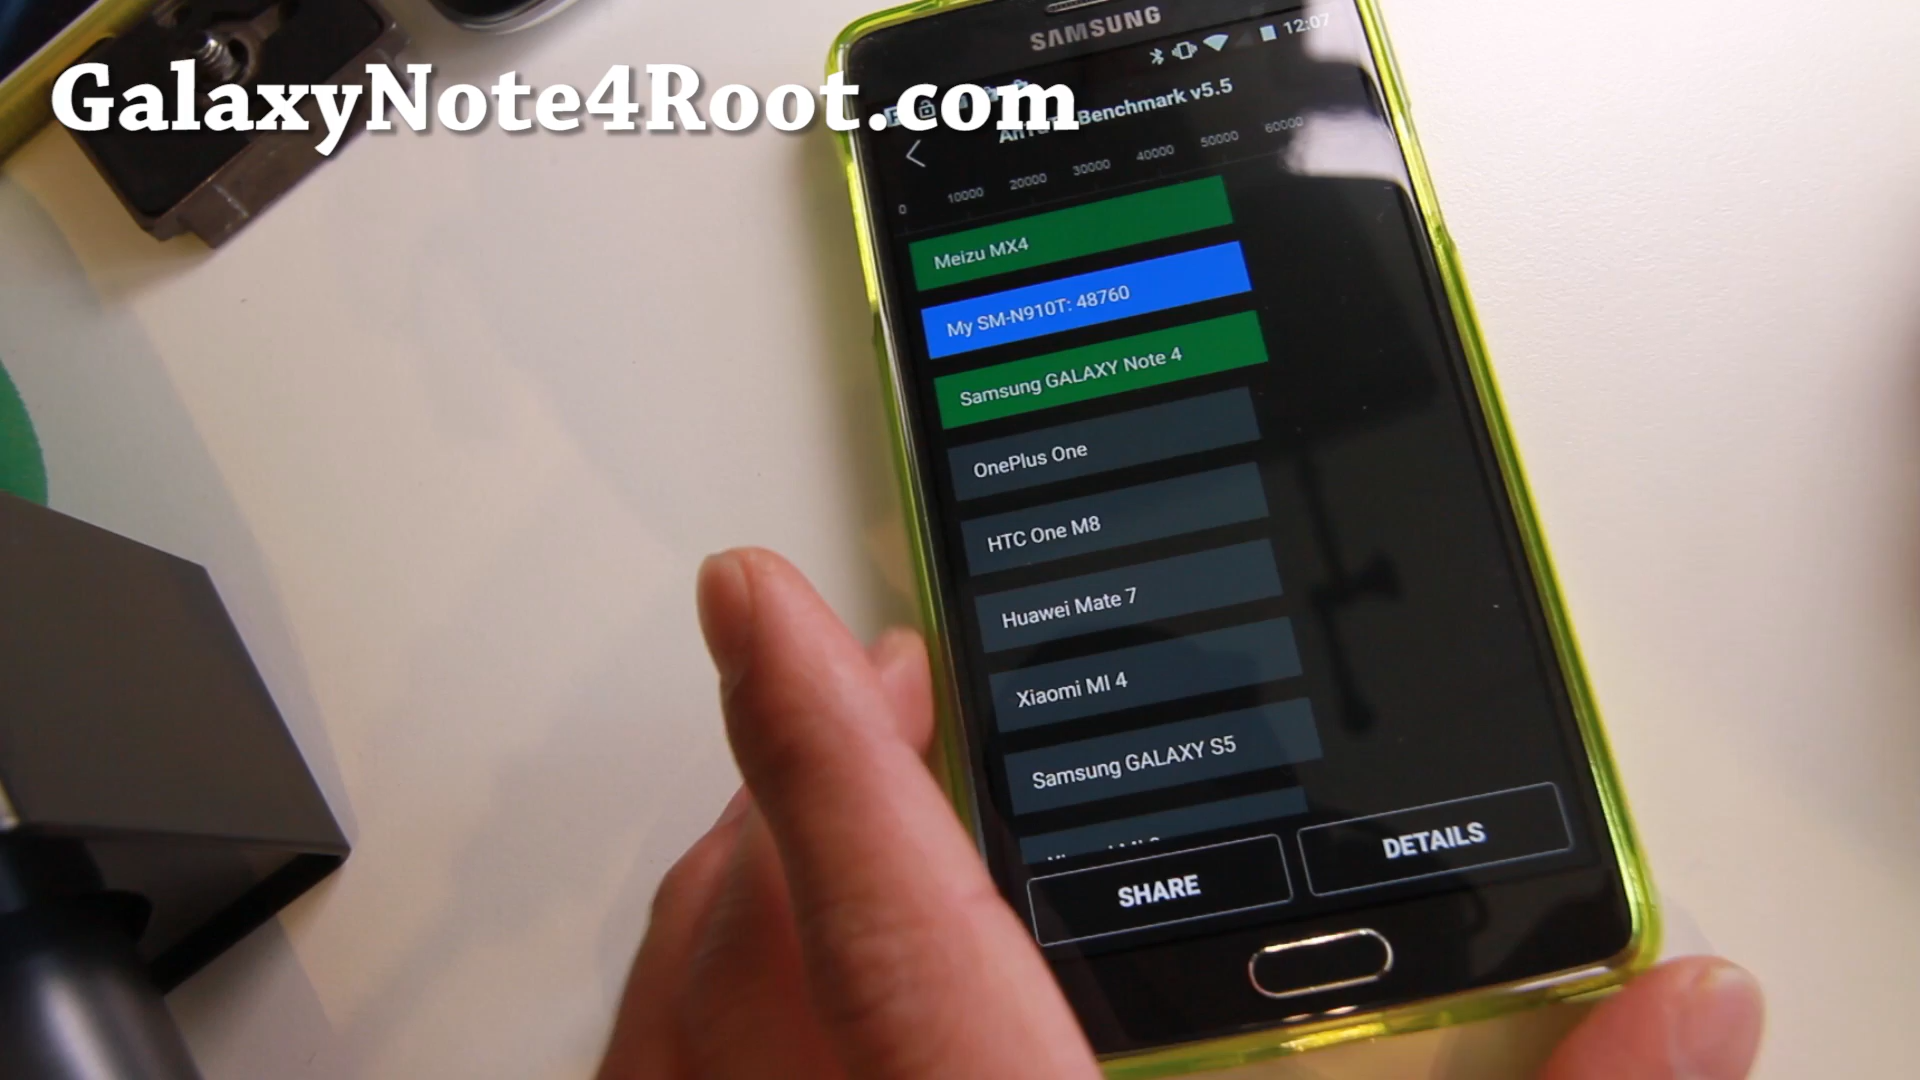 GalaxyNote4Root.com
SAMSUNG
12:07
Benchmark v5.5
0 10000 20000 30000 40000 50000 60000
Meizu MX4
My SM-N910T: 48760
Samsung GALAXY Note 4
OnePlus One
HTC One M8
Huawei Mate 7
Xiaomi MI 4
Samsung GALAXY S5
SHARE
DETAILS